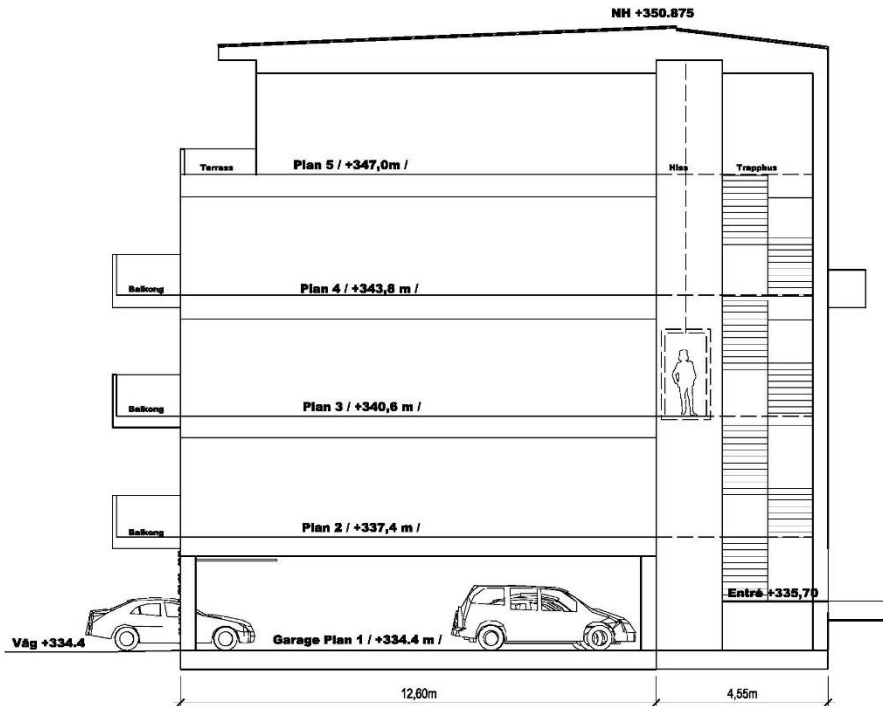 NH +350.875
Terrass
Plan 5 / +347,0m /
Hiss
Trapphus
Balkong
Plan 4 / +343,8 m /
Balkong
Plan 3 / +340,6 m /
Balkong
Plan 2 / +337,4 m /
Entré +335,70
Väg +334.4
Garage Plan 1 / +334.4 m /
12,60m
4,55m